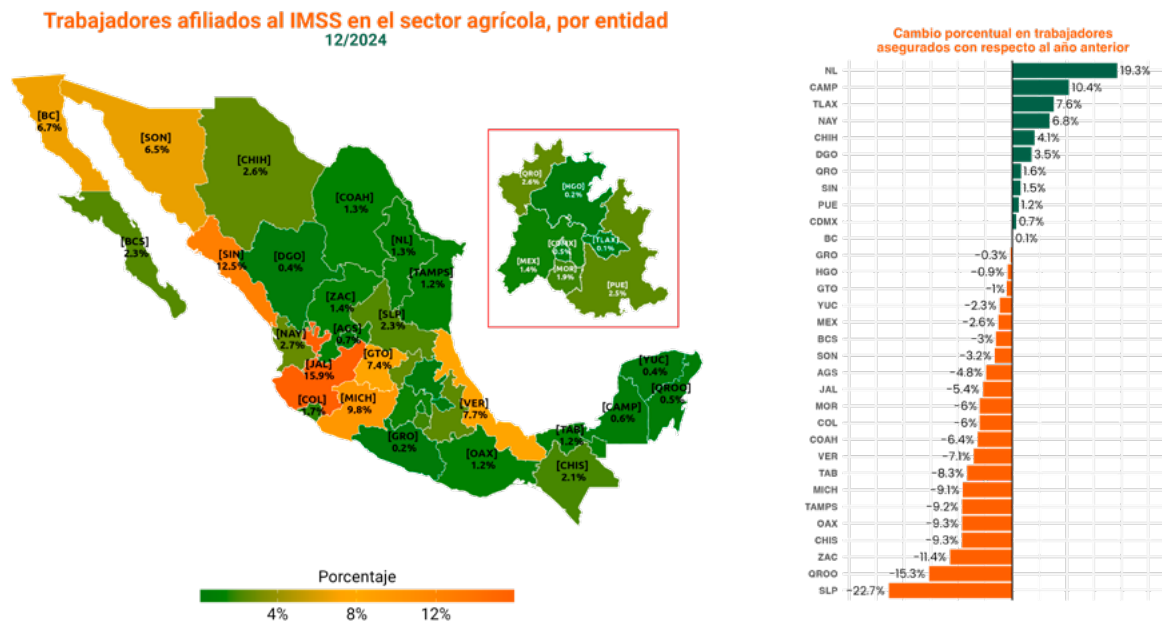 Trabajadores afiliados al IMSS en el sector agrícola, por entidad
12/2024
[BC]
6.7%
[SON]
6.5%
[CHIH]
2.6%
[COAH]
1.3%
[BCS]
2.3%
[SIN]
12.5%
[DGO]
0.4%
[NL]
1.3%
[TAMPS]
1.2%
[ZAC]
1.4%
[SLP]
2.3%
[NAY]
2.7%
[AGS]
0.7%
[JAL]
15.9%
[GTO]
7.4%
[COL]
1.7%
[MICH]
9.8%
[VER]
7.7%
[GRO]
0.2%
[OAX]
1.2%
[TAB]
1.2%
[CHIS]
2.1%
[CAMP]
0.6%
[YUC]
0.4%
[QROO]
0.5%
[QRO]
2.6%
[HGO]
0.2%
[MEX]
1.4%
[CDMX]
0.5%
[TLAX]
0.1%
[MOR]
1.9%
[PUE]
2.5%
Porcentaje
4% 8% 12%
Cambio porcentual en trabajadores
asegurados con respecto al año anterior
NL 19.3%
CAMP 10.4%
TLAX 7.6%
NAY 6.8%
CHIH 4.1%
DGO 3.5%
QRO 1.6%
SIN 1.5%
PUE 1.2%
CDMX 0.7%
BC 0.1%
GRO -0.3%
HGO -0.9%
GTO -1%
YUC -2.3%
MEX -2.6%
BCS -3%
SON -3.2%
AGS -4.8%
JAL -5.4%
MOR -6%
COL -6%
COAH -6.4%
VER -7.1%
TAB -8.3%
MICH -9.1%
TAMPS -9.2%
OAX -9.3%
CHIS -9.3%
ZAC -11.4%
QROO -15.3%
SLP -22.7%